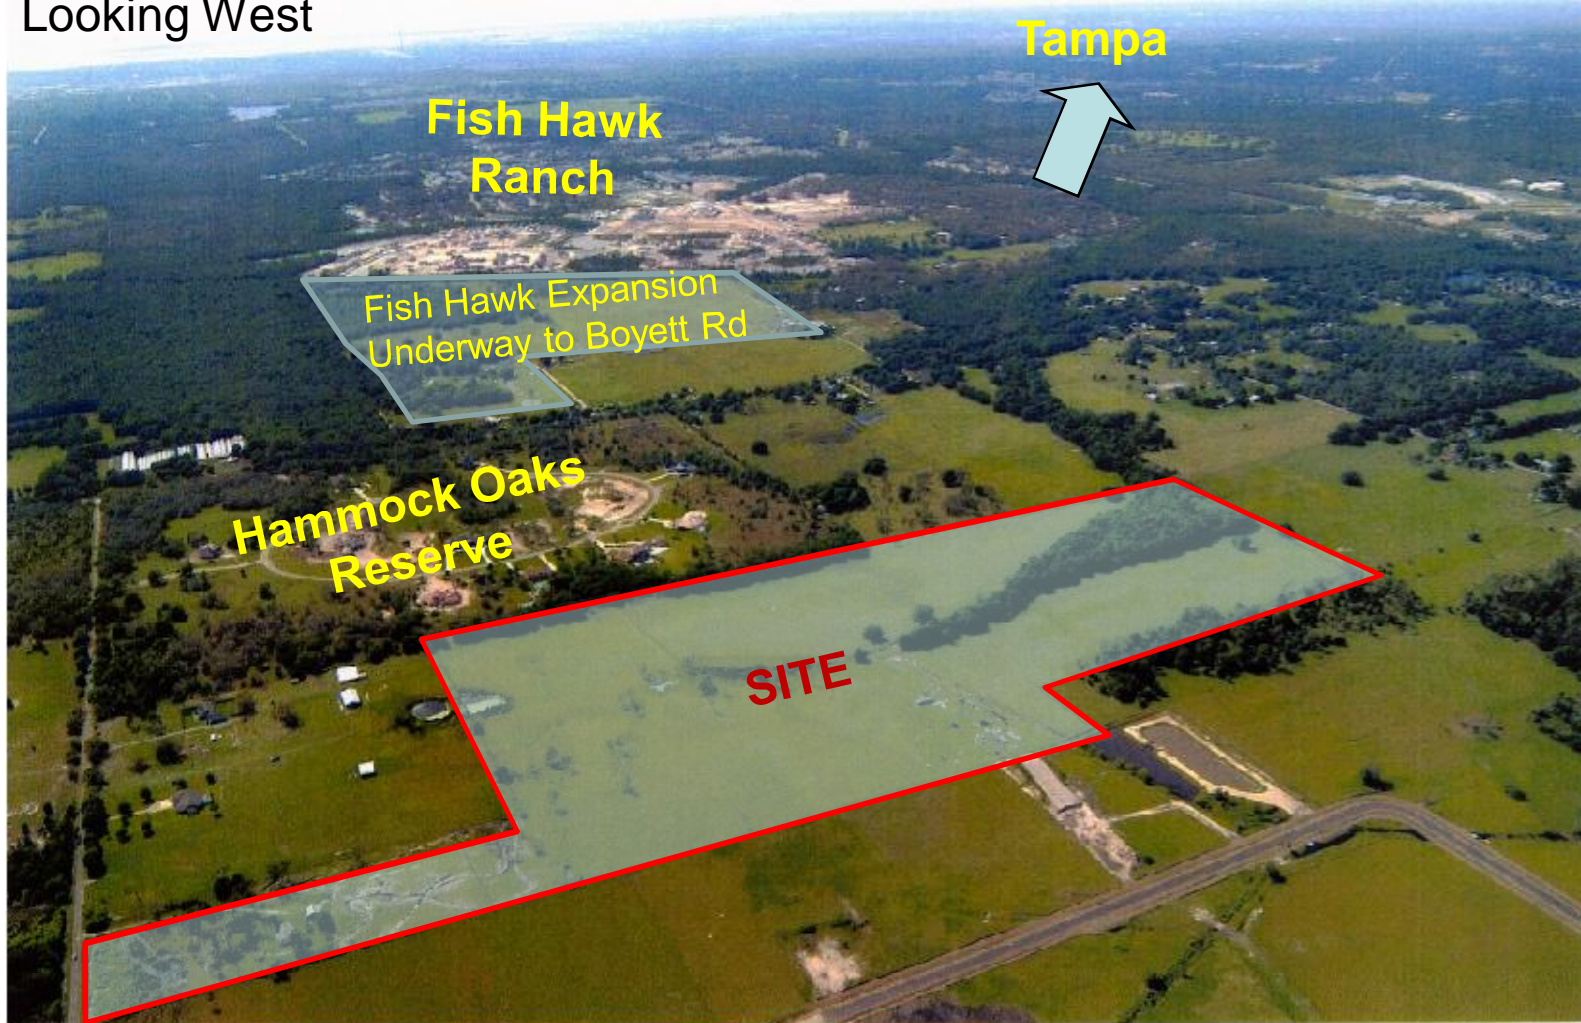 Looking West
Tampa
Fish Hawk
Ranch
Fish Hawk Expansion
Underway to Boyett Rd
Hammock Oaks
Reserve
SITE